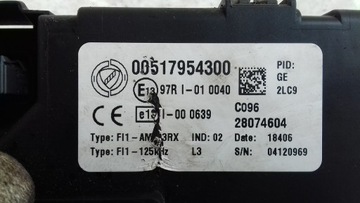 00517954300
PID:
GE
2LC9
E13 97R I-01 0040
e13 I-00 0639
C096
28074604
Type: FI1-AM 3RX IND: 02 Date: 18406
Type: FI1-125kHz L3 S/N: 04120969